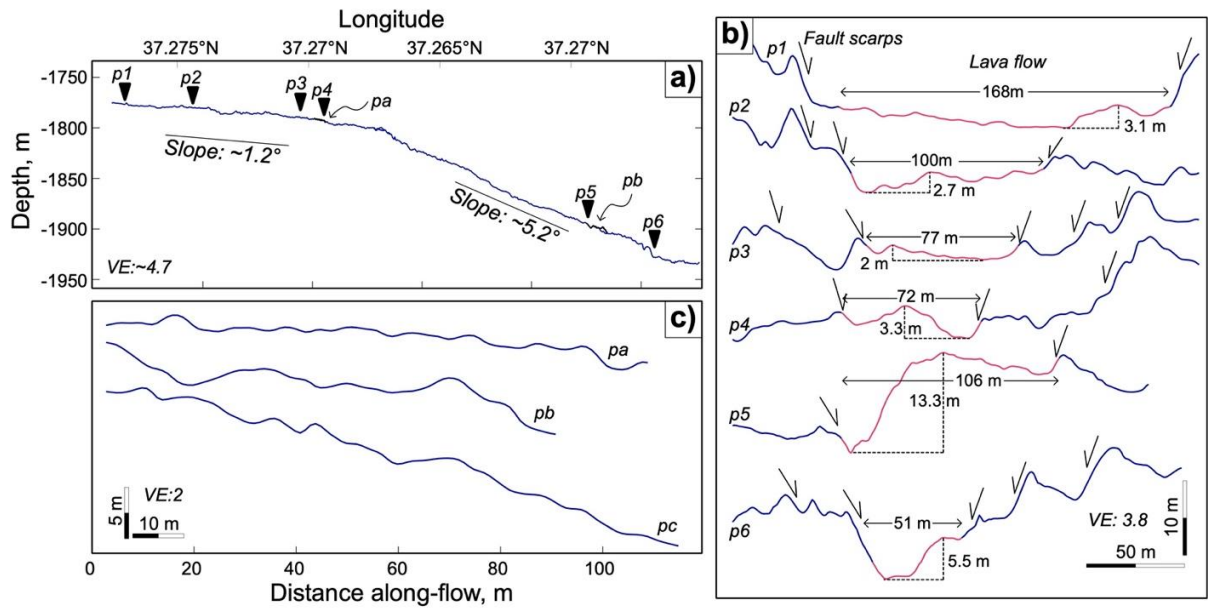 Longitude
37.275°N 37.27°N 37.265°N 37.27°N
-1750
-1800
-1850
-1900
-1950
Depth, m
p1 p2 p3 p4 pa
Slope: ~1.2°
Slope: ~5.2°
p5 pb
p6
VE:~4.7
a)
c)
pa
pb
pc
VE:2
5 m
10 m
0 20 40 60 80 100
Distance along-flow, m
b)
p1 Fault scarps
Lava flow
168m
3.1 m
p2
100m
2.7 m
p3
77 m
2 m
p4
72 m
3.3 m
p5
106 m
13.3 m
p6
51 m
5.5 m
VE: 3.8
10 m
50 m